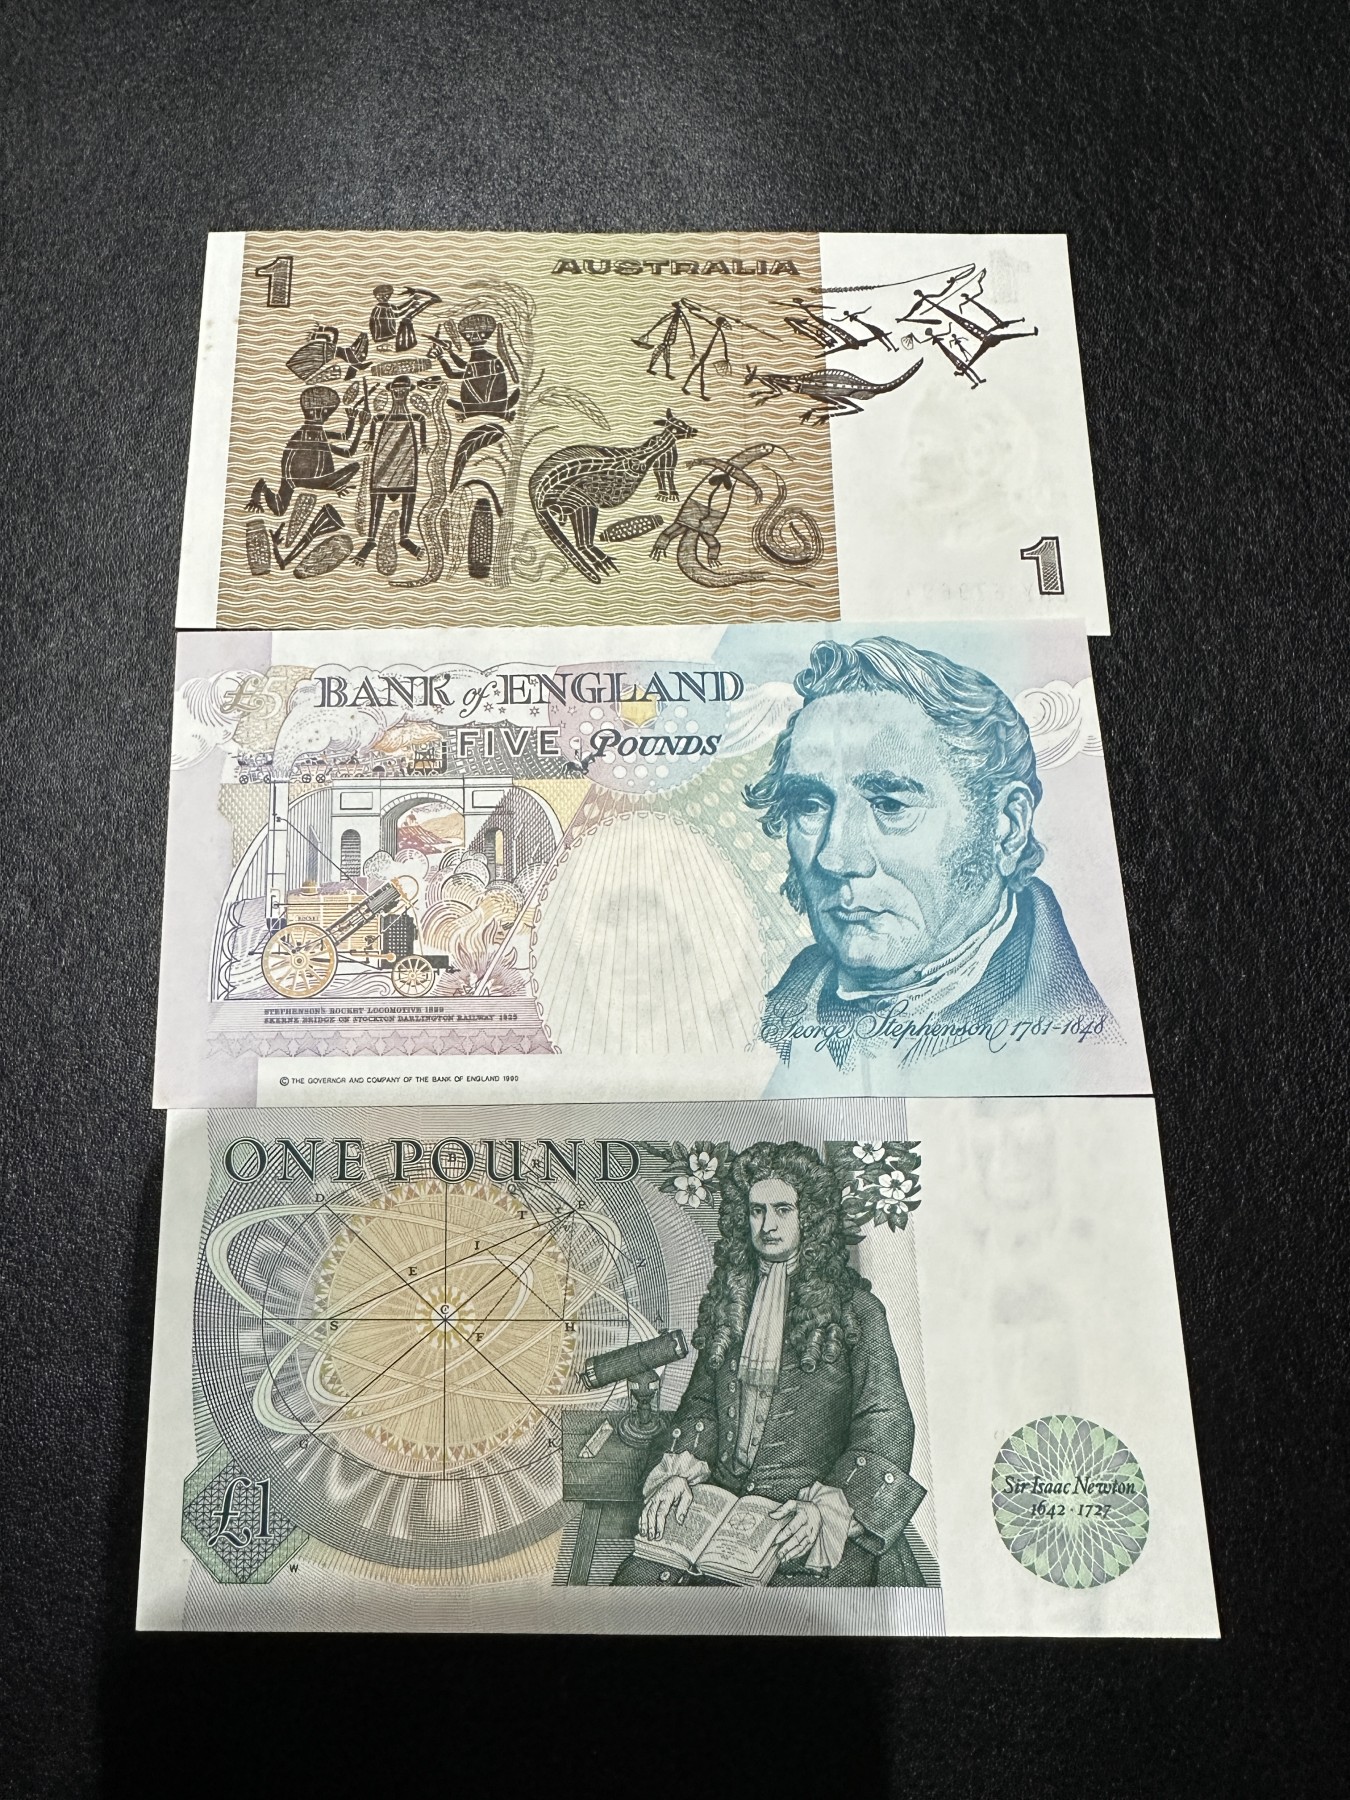 1
AUSTRALIA
1
£5
BANK of ENGLAND
FIVE POUNDS
ROCKET
STEPHENSON'S ROCKET LOCOMOTIVE 1829
SKERNE BRIDGE ON STOCKTON DARLINGTON RAILWAY 1825
George Stephenson 1781-1848
© THE GOVERNOR AND COMPANY OF THE BANK OF ENGLAND 1990
ONE POUND
B
R
D
Q
T
P
I
Z
E
C
S
F
H
A
G
K
£1
W
Sir Isaac Newton
1642·1727